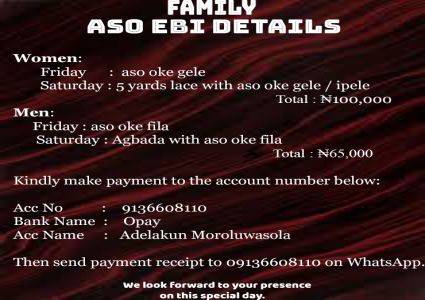 FAMILY
ASO EBI DETAILS
Women:
Friday : aso oke gele
Saturday : 5 yards lace with aso oke gele / ipele
Total : ₦100,000
Men:
Friday : aso oke fila
Saturday : Agbada with aso oke fila
Total : ₦65,000
Kindly make payment to the account number below:
Acc No : 9136608110
Bank Name : Opay
Acc Name : Adelakun Moroluwasola
Then send payment receipt to 09136608110 on WhatsApp.
We look forward to your presence
on this special day.